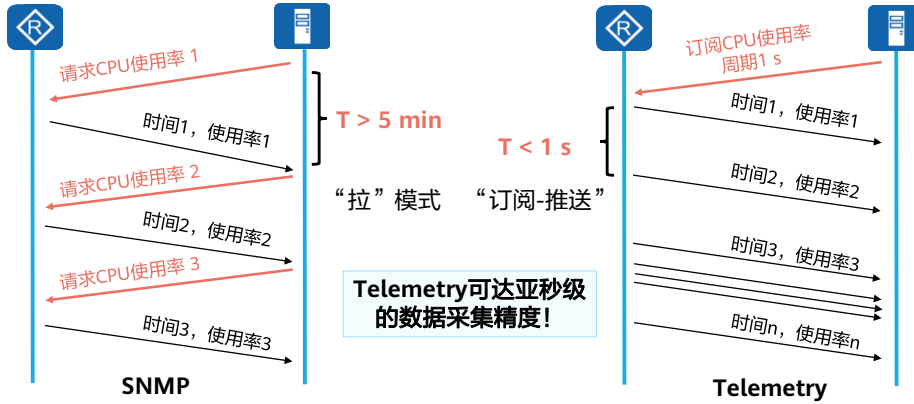 R
请求CPU使用率 1
时间1，使用率1
请求CPU使用率 2
时间2，使用率2
请求CPU使用率 3
时间3，使用率3
SNMP
T > 5 min
“拉”模式
T < 1 s
“订阅-推送”
Telemetry可达亚秒级
的数据采集精度！
R
订阅CPU使用率
周期1 s
时间1，使用率1
时间2，使用率2
时间3，使用率3
时间n，使用率n
Telemetry